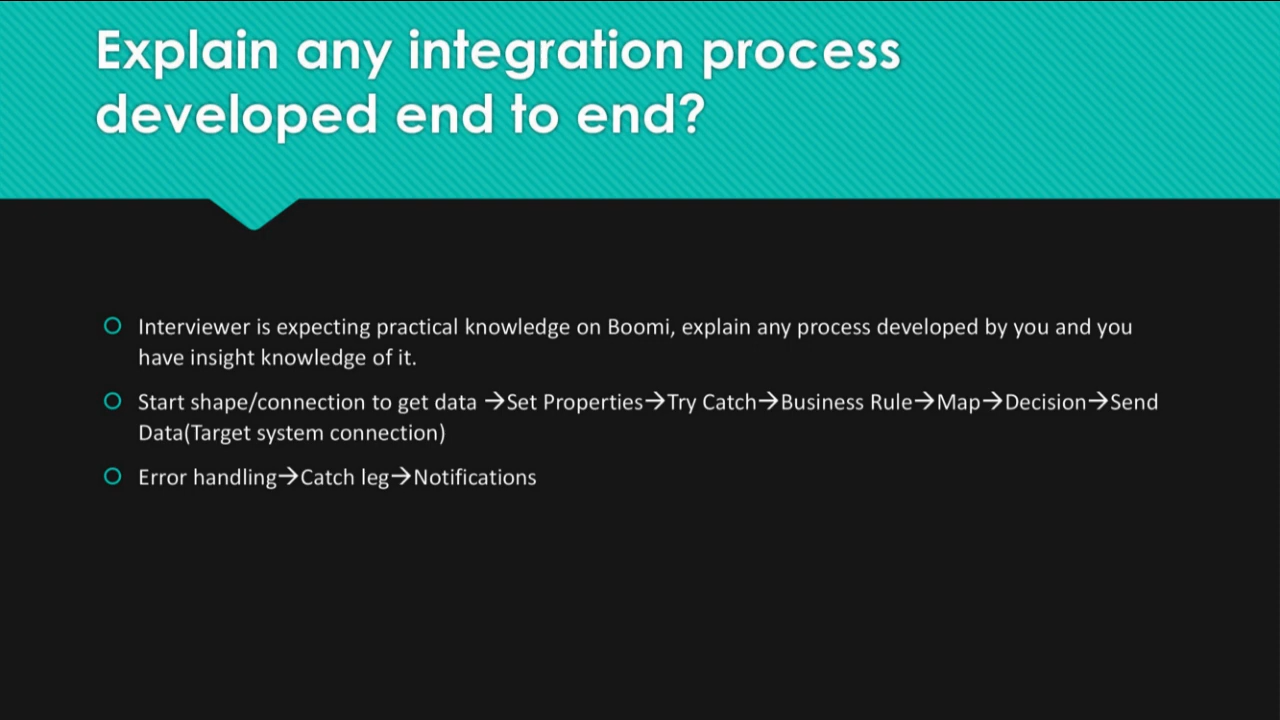 Explain any integration process
developed end to end?
Interviewer is expecting practical knowledge on Boomi, explain any process developed by you and you
have insight knowledge of it.
Start shape/connection to get data →Set Properties→Try Catch→Business Rule→Map→Decision→Send
Data(Target system connection)
Error handling→Catch leg→Notifications